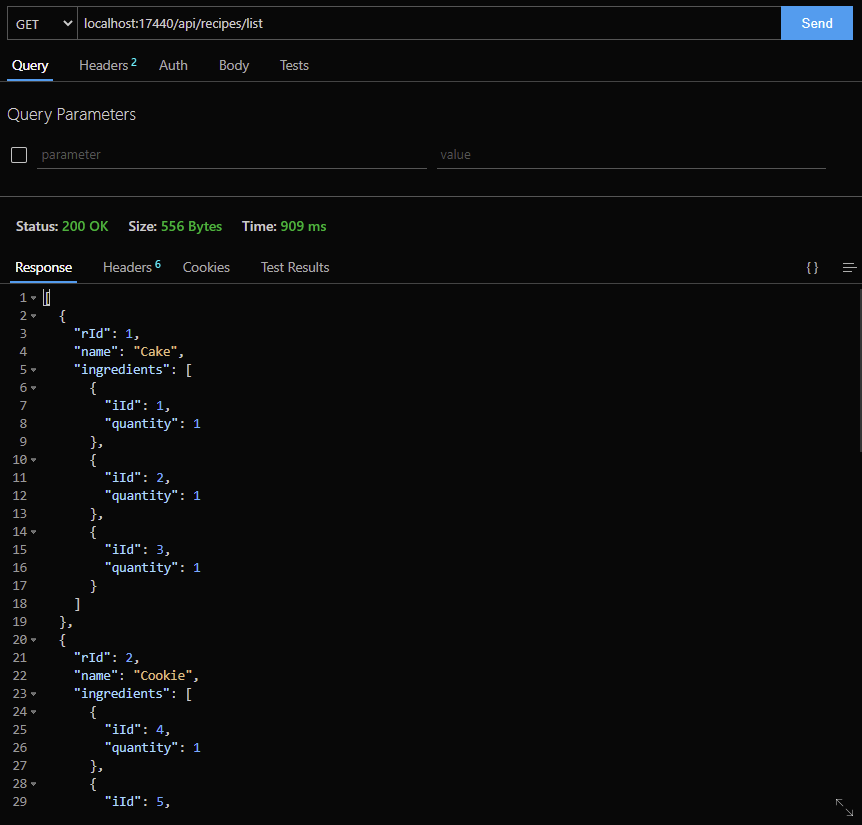 GET localhost:17440/api/recipes/list Send
Query Headers 2 Auth Body Tests
Query Parameters
parameter value
Status: 200 OK Size: 556 Bytes Time: 909 ms
Response Headers 6 Cookies Test Results { }
1 [
2 {
3 "rId": 1,
4 "name": "Cake",
5 "ingredients": [
6 {
7 "iId": 1,
8 "quantity": 1
9 },
10 {
11 "iId": 2,
12 "quantity": 1
13 },
14 {
15 "iId": 3,
16 "quantity": 1
17 }
18 ]
19 },
20 {
21 "rId": 2,
22 "name": "Cookie",
23 "ingredients": [
24 {
25 "iId": 4,
26 "quantity": 1
27 },
28 {
29 "iId": 5,